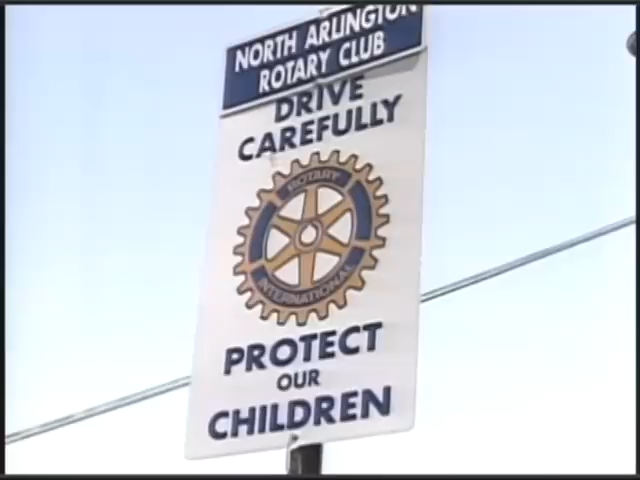 NORTH ARLINGTON
ROTARY CLUB
DRIVE
CAREFULLY
ROTARY
INTERNATIONAL
PROTECT
OUR
CHILDREN